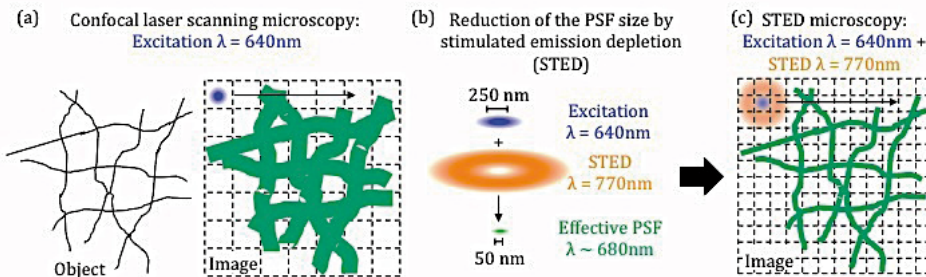 (a)
Confocal laser scanning microscopy:
Excitation λ = 640nm
Object
Image
(b)
Reduction of the PSF size by
stimulated emission depletion
(STED)
250 nm
Excitation
λ = 640nm
+
STED
λ = 770nm
Effective PSF
λ ~ 680nm
50 nm
(c)
STED microscopy:
Excitation λ = 640nm +
STED λ = 770nm
Image